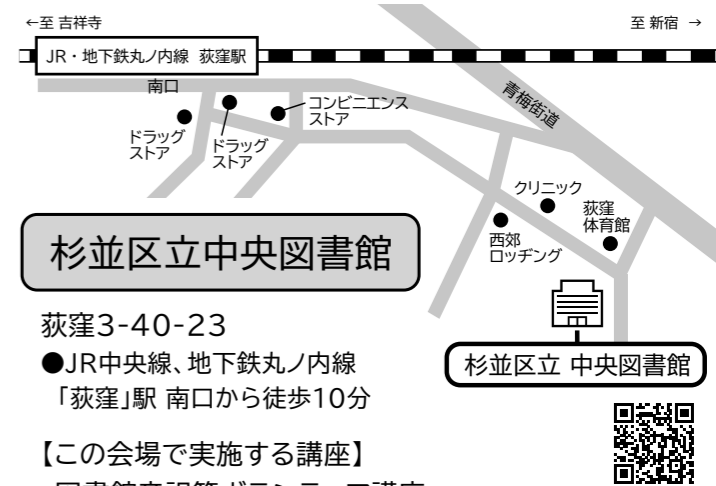 ←至 吉祥寺
至 新宿 →
JR・地下鉄丸ノ内線 荻窪駅
南口
青梅街道
コンビニエンス
ストア
ドラッグ
ストア
ドラッグ
ストア
クリニック
荻窪
体育館
西郊
ロッヂング
杉並区立中央図書館
荻窪3-40-23
●JR中央線、地下鉄丸ノ内線
「荻窪」駅 南口から徒歩10分
杉並区立 中央図書館
【この会場で実施する講座】